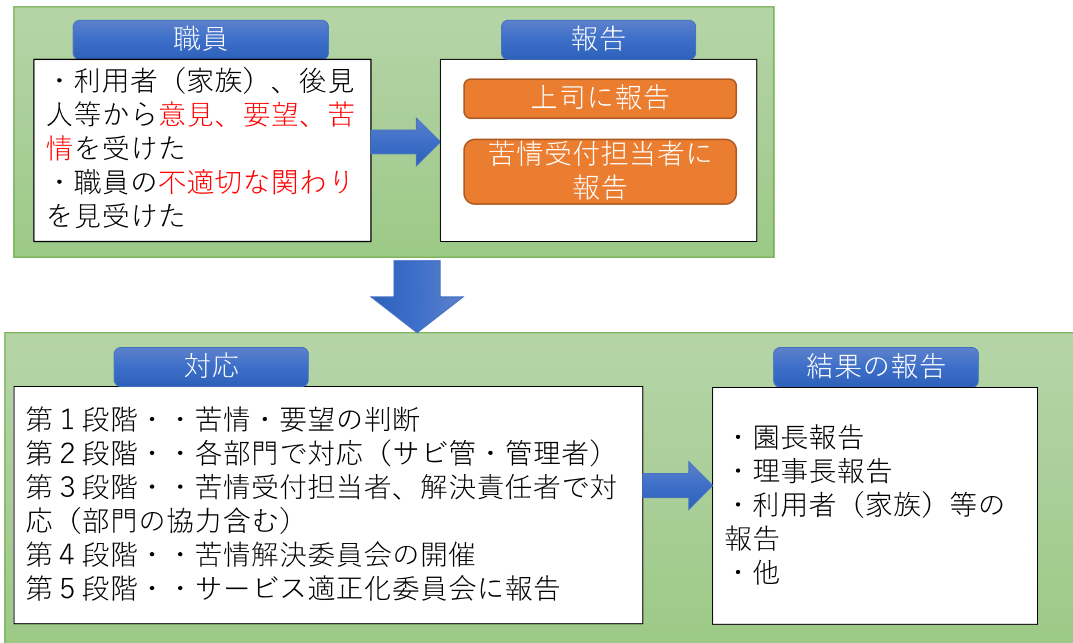 職員
・利用者（家族）、後見
人等から意見、要望、苦
情を受けた
・職員の不適切な関わり
を見受けた
報告
上司に報告
苦情受付担当者に
報告
対応
第１段階・・苦情・要望の判断
第２段階・・各部門で対応（サビ管・管理者）
第３段階・・苦情受付担当者、解決責任者で対
応（部門の協力含む）
第４段階・・苦情解決委員会の開催
第５段階・・サービス適正化委員会に報告
結果の報告
・園長報告
・理事長報告
・利用者（家族）等の
報告
・他